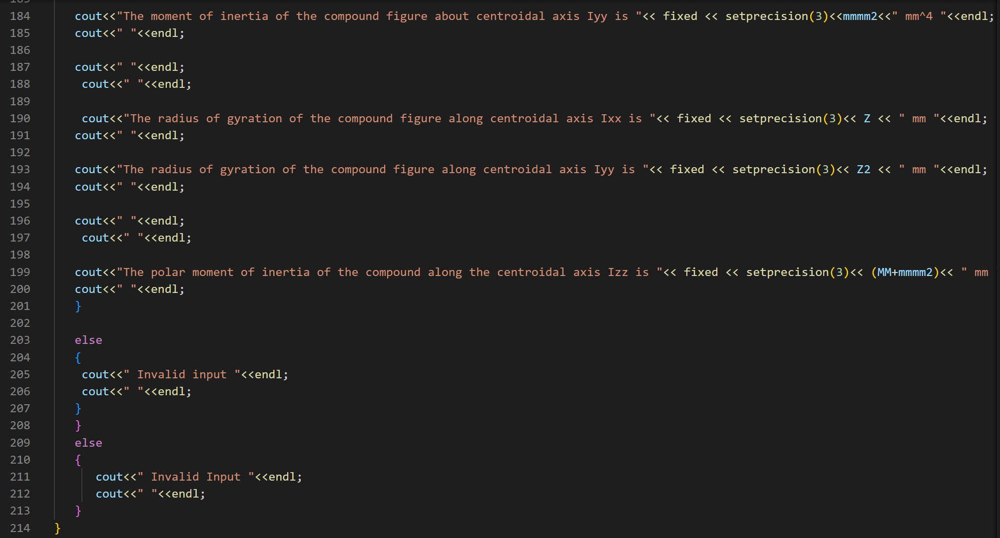 184 cout<<"The moment of inertia of the compound figure about centroidal axis Iyy is "<< fixed << setprecision(3)<<mmmm2<<" mm^4 "<<endl;
185 cout<<" "<<endl;
186
187 cout<<" "<<endl;
188 cout<<" "<<endl;
189
190 cout<<"The radius of gyration of the compound figure along centroidal axis Ixx is "<< fixed << setprecision(3)<< Z << " mm "<<endl;
191 cout<<" "<<endl;
192
193 cout<<"The radius of gyration of the compound figure along centroidal axis Iyy is "<< fixed << setprecision(3)<< Z2 << " mm "<<endl;
194 cout<<" "<<endl;
195
196 cout<<" "<<endl;
197 cout<<" "<<endl;
198
199 cout<<"The polar moment of inertia of the compound along the centroidal axis Izz is "<< fixed << setprecision(3)<< (MM+mmmm2)<< " mm
200 cout<<" "<<endl;
201 }
202
203 else
204 {
205 cout<<" Invalid input "<<endl;
206 cout<<" "<<endl;
207 }
208 }
209 else
210 {
211 cout<<" Invalid Input "<<endl;
212 cout<<" "<<endl;
213 }
214 }